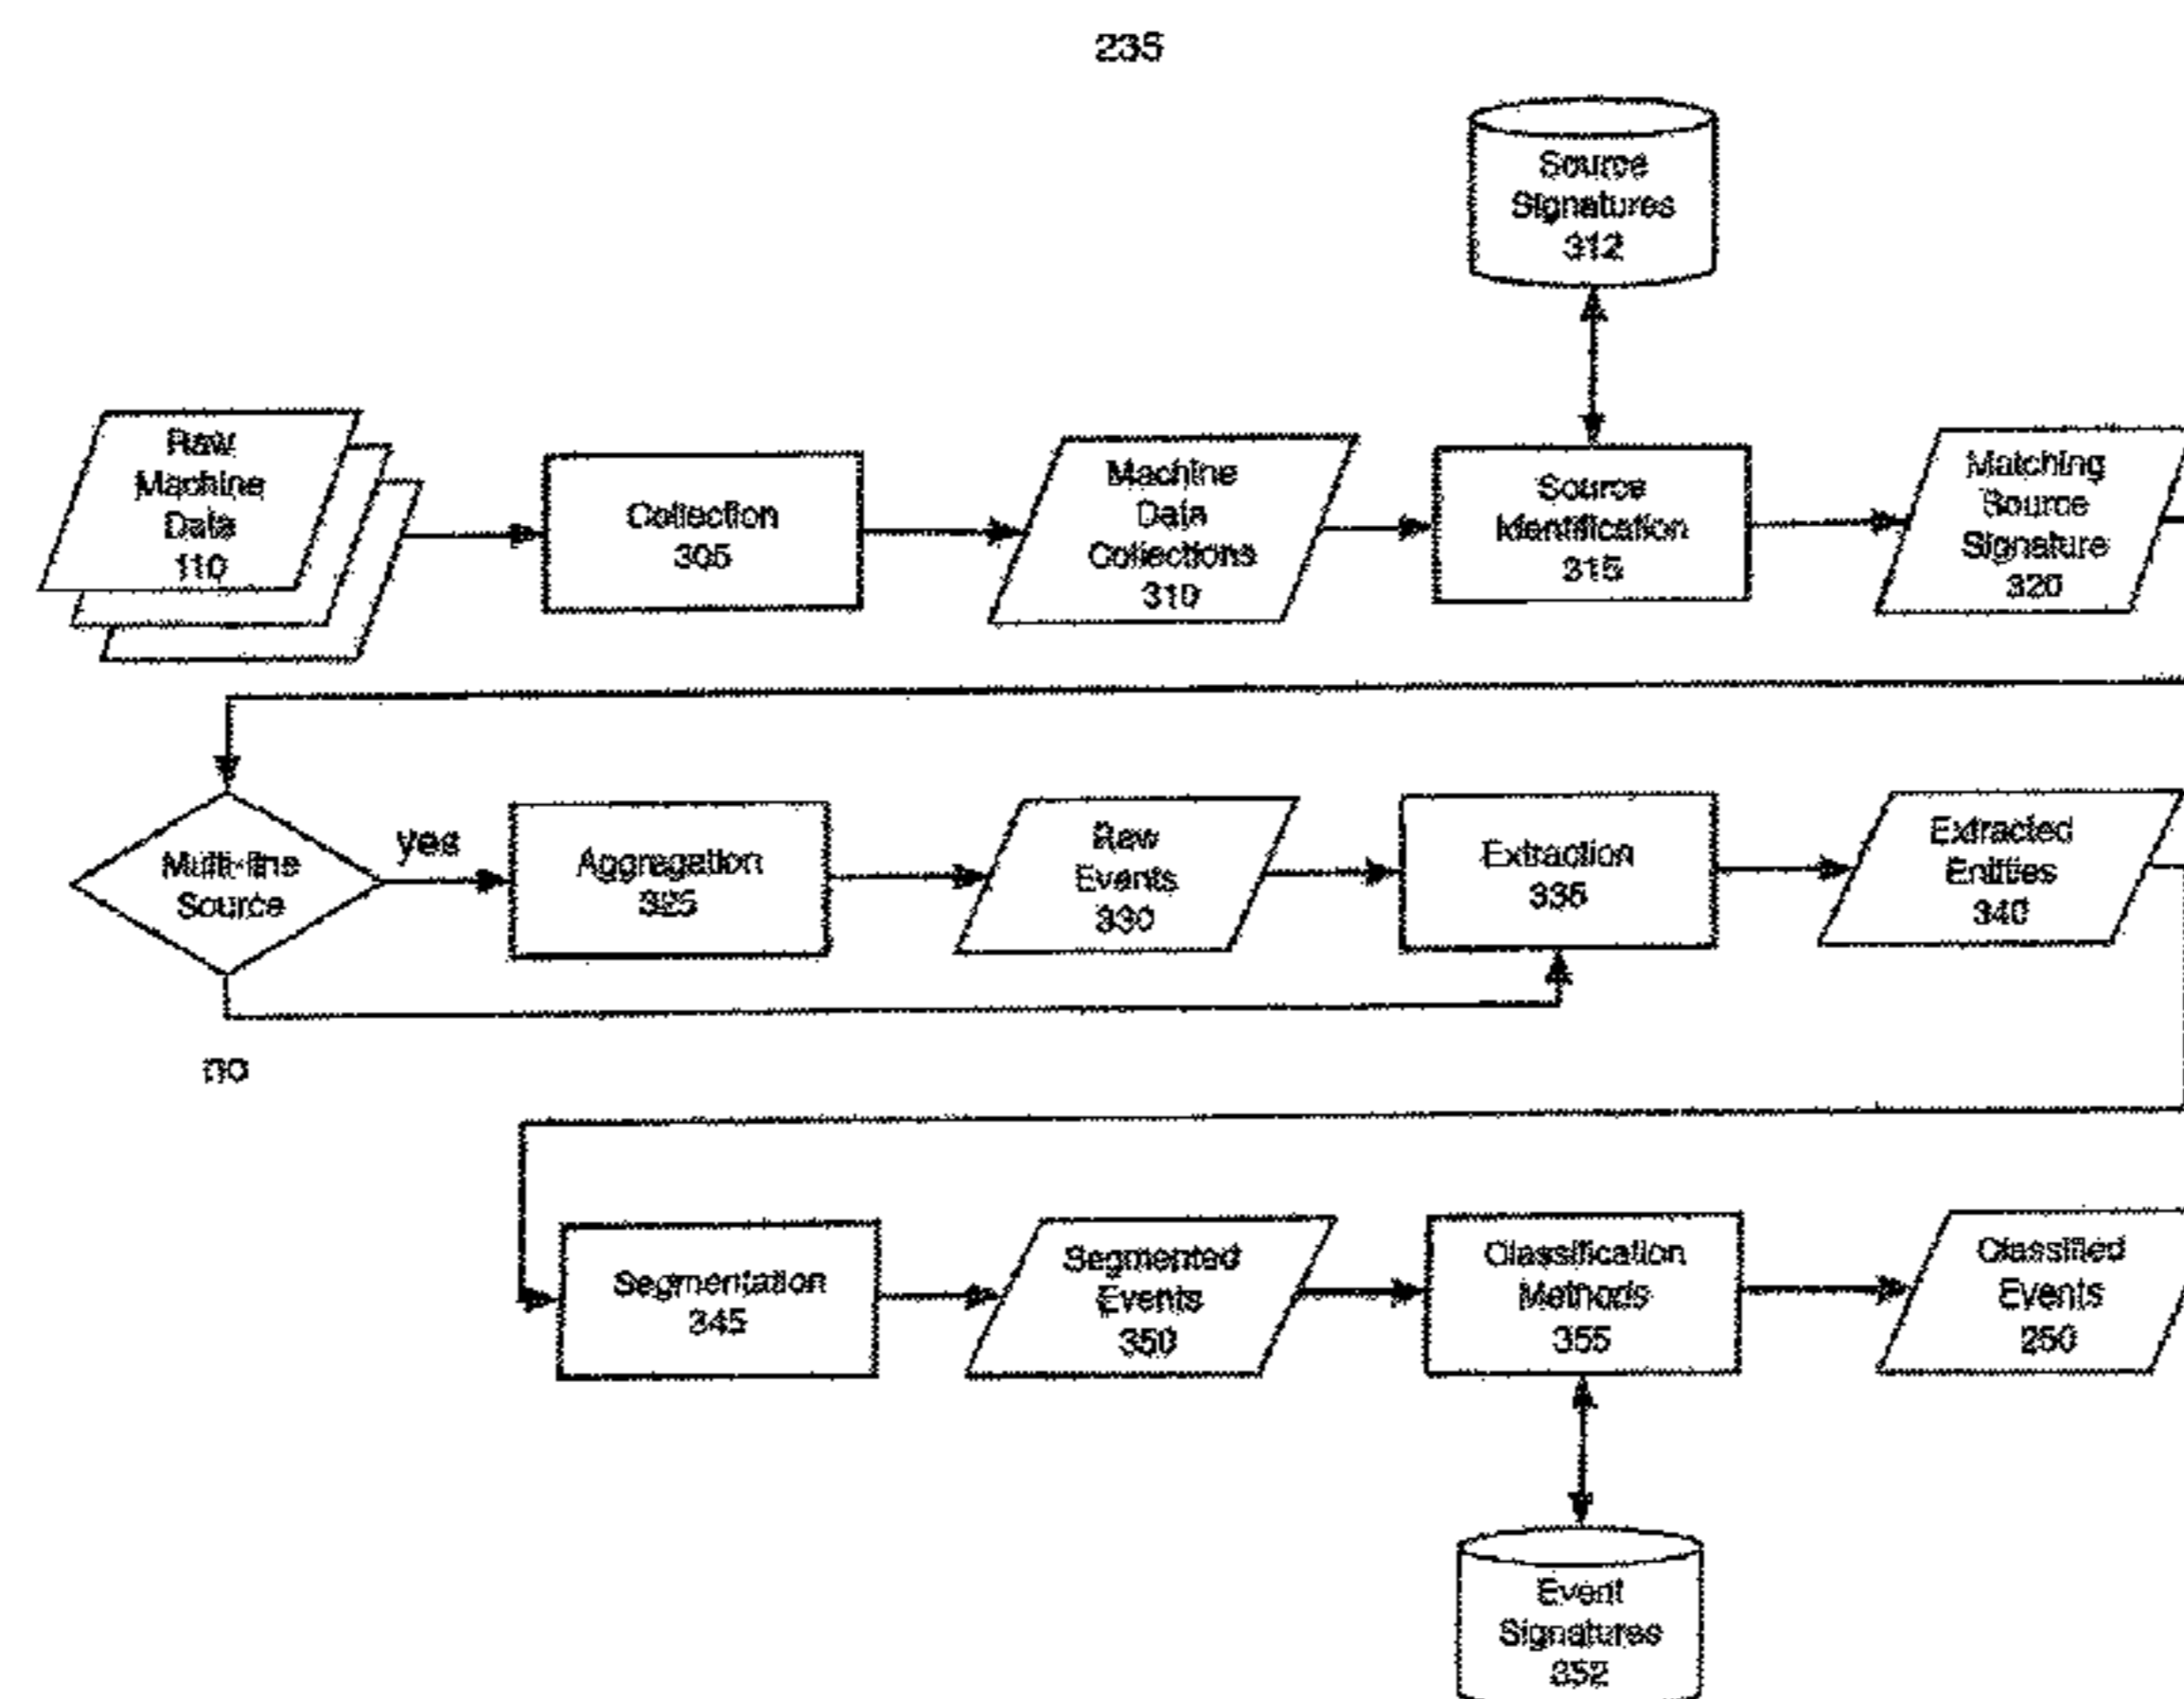 235
Source
Signatures
312
Raw
Machine
Data
110
Collection
305
Machine
Data
Collections
310
Source
Identification
315
Matching
Source
Signature
320
Multi-line
Source
yes
no
Aggragation
325
Raw
Events
330
Extraction
335
Extracted
Entities
340
Segmentation
345
Segmented
Events
350
Classification
Methods
355
Classified
Events
250
Event
Signatures
352